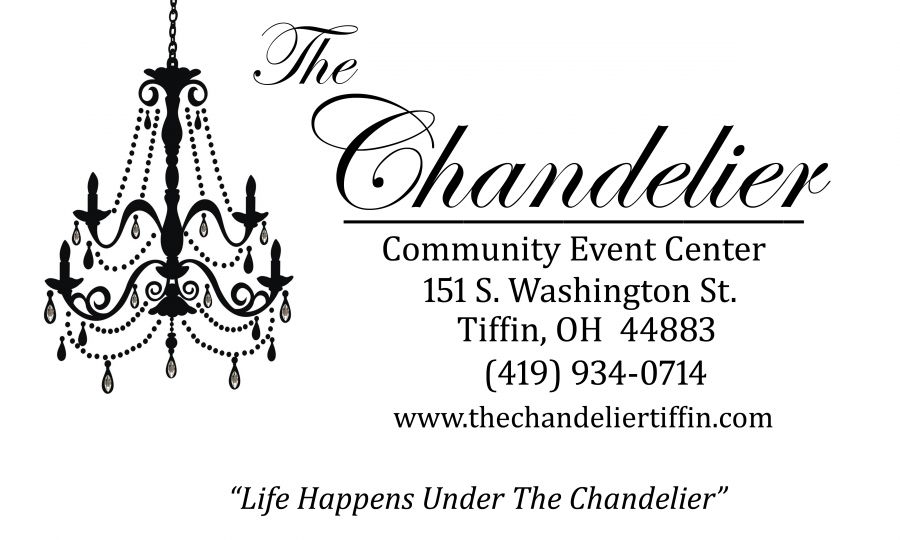 The
Chandelier
Community Event Center
151 S. Washington St.
Tiffin, OH  44883
(419) 934-0714
www.thechandeliertiffin.com
“Life Happens Under The Chandelier”